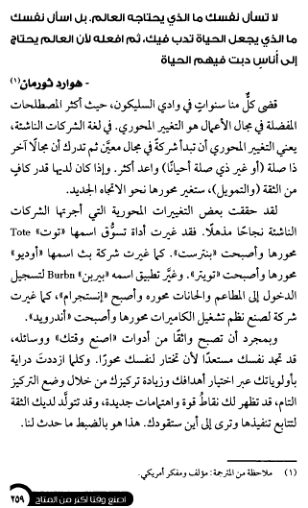 لا تسأل نفسك ما الذي يحتاجه العالم. بل اسأل نفسك
ما الذي يجعل الحياة تدب فيك، ثم افعله لأن العالم يحتاج
إلى أُناسٍ دبت فيهم الحياة
- هوارد ثورمان(١)
قضى كلٌّ منا سنواتٍ في وادي السليكون، حيث أكثر المصطلحات
المفضلة في مجال الأعمال هو التغيير المحوري. في لغة الشركات الناشئة،
يعني التغيير المحوري أن تبدأ شركةً في مجال معيَّن ثم تدرك أن مجالًا آخر
ذا صلة (أو غير ذي صلة أحيانًا) واعد أكثر. وإذا كان لديها قدر كافٍ
من الثقة (والتمويل)، ستغير محورها نحو الاتجاه الجديد.
لقد حققت بعض التغييرات المحورية التي أجرتها الشركات
الناشئة نجاحًا مذهلًا. فقد غيرت أداة تسوُّق اسمها «توت» Tote
محورها وأصبحت «بنترست». كما غيرت شركة بث اسمها «أوديو»
محورها وأصبحت «تويتر». وغيَّر تطبيق اسمه «بيربن» Burbn لتسجيل
الدخول إلى المطاعم والحانات محوره وأصبح «إنستجرام»، كما غيرت
شركة لصنع نظم تشغيل الكاميرات محورها وأصبحت «أندرويد».
وبمجرد أن تصبح واثقًا من أدوات «اصنع وقتك» ووسائله،
قد تجد نفسك مستعدًا لأن تختار لنفسك محورًا. وكلما ازددت دراية
بأولوياتك عبر اختيار أهدافك وزيادة تركيزك من خلال وضع التركيز
التام، قد تظهر لك نقاطُ قوة واهتمامات جديدة، وقد تتولَّد لديك الثقة
لتتابع تنفيذها وترى إلى أين ستقودك. هذا هو بالضبط ما حدث لنا.
(١) ملاحظة من المترجمة: مؤلف ومفكر أمريكي.
٢٥٩ اصنع وقتا أكثر من المتاح